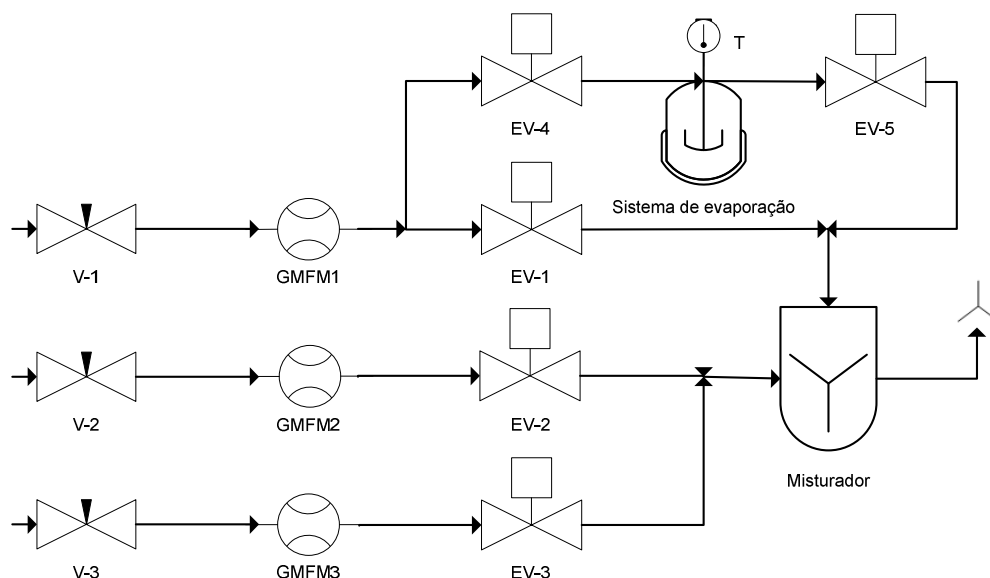 T
EV-4
EV-5
Sistema de evaporação
V-1
GMFM1
EV-1
V-2
GMFM2
EV-2
Misturador
V-3
GMFM3
EV-3